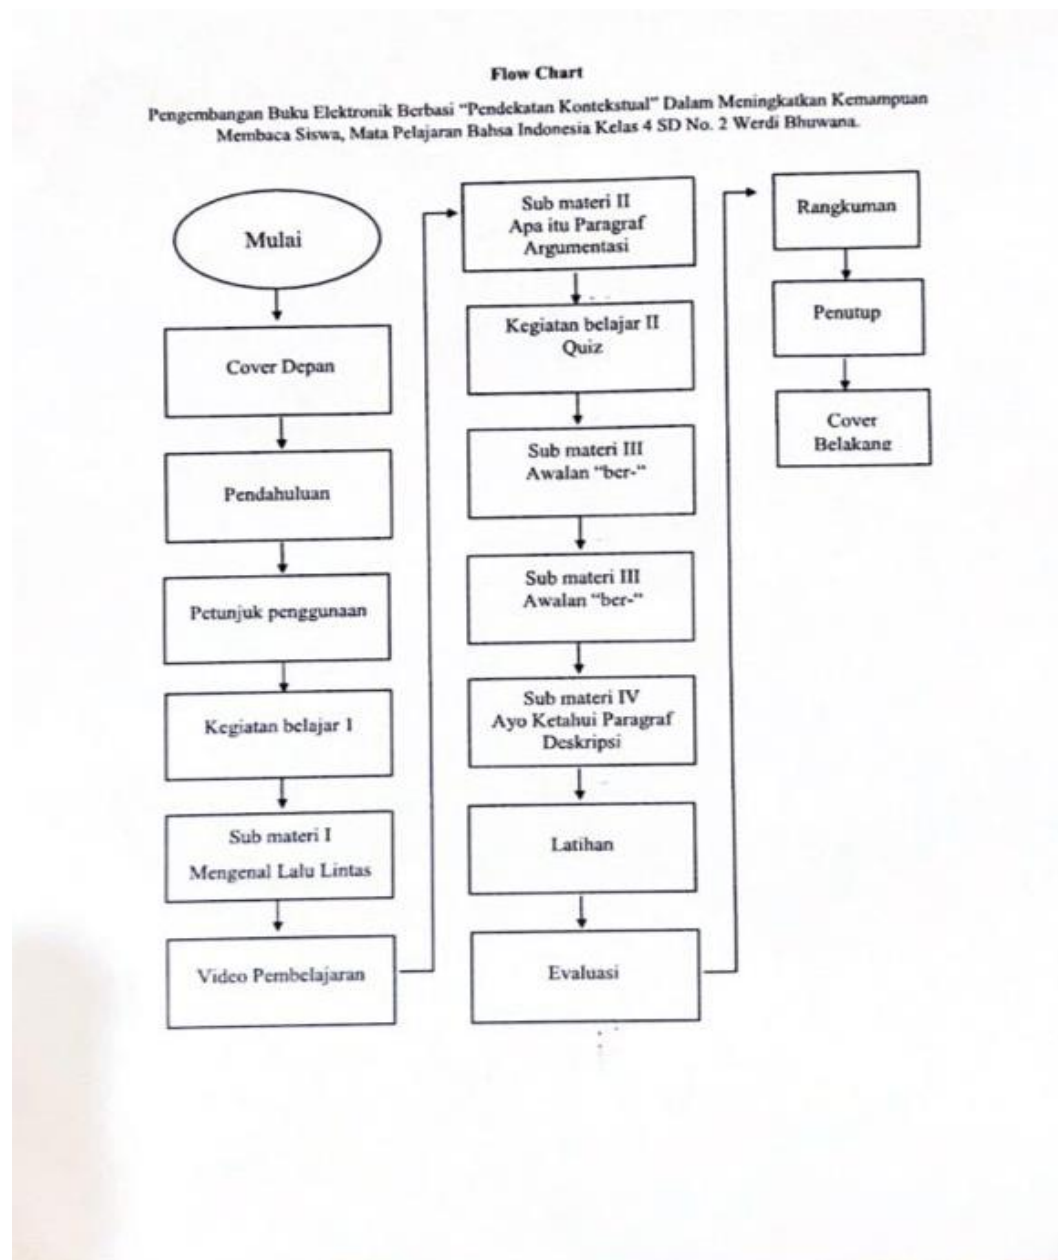 Flow Chart
Pengembangan Buku Elektronik Berbasi “Pendekatan Kontekstual” Dalam Meningkatkan Kemampuan
Membaca Siswa, Mata Pelajaran Bahsa Indonesia Kelas 4 SD No. 2 Werdi Bhuwana.
Mulai
Cover Depan
Pendahuluan
Petunjuk penggunaan
Kegiatan belajar 1
Sub materi I
Mengenal Lalu Lintas
Video Pembelajaran
Sub materi II
Apa itu Paragraf
Argumentasi
Kegiatan belajar II
Quiz
Sub materi III
Awalan “ber-”
Sub materi III
Awalan “ber-”
Sub materi IV
Ayo Ketahui Paragraf
Deskripsi
Latihan
Evaluasi
Rangkuman
Penutup
Cover
Belakang